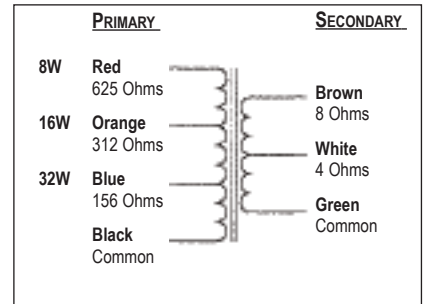 PRIMARY
SECONDARY
8W Red
625 Ohms
16W Orange
312 Ohms
32W Blue
156 Ohms
Black
Common
Brown
8 Ohms
White
4 Ohms
Green
Common